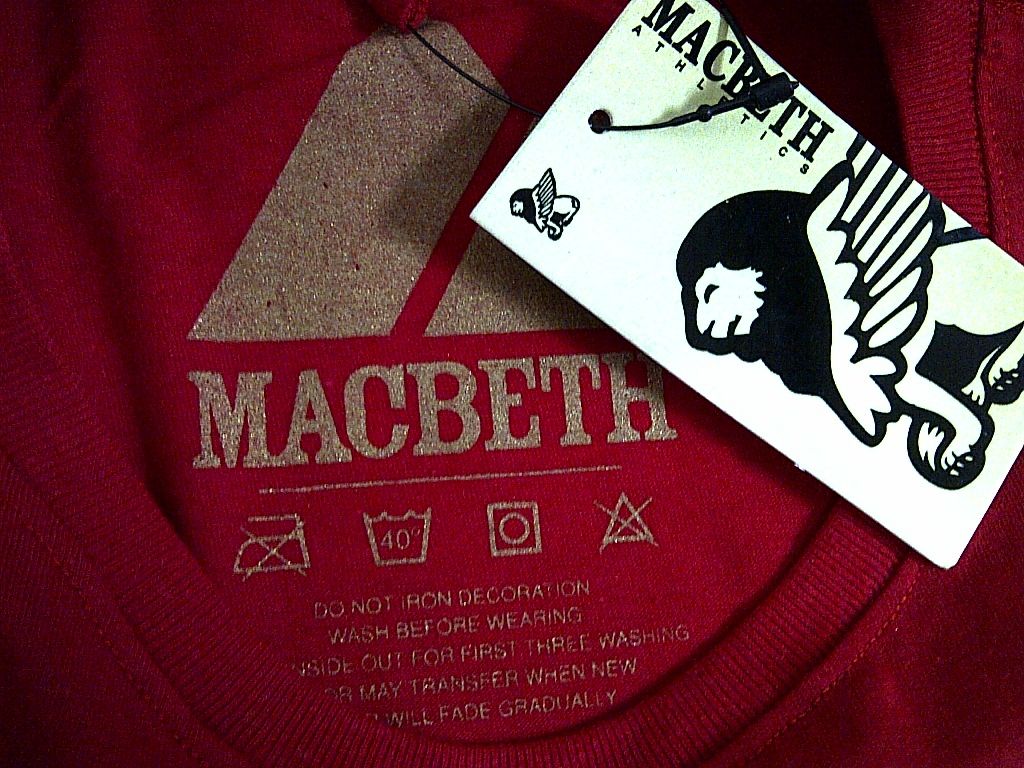 MACBETH
ATHLETICS
MACBETH
40°
DO NOT IRON DECORATION
WASH BEFORE WEARING
NSIDE OUT FOR FIRST THREE WASHING
MAY TRANSFER WHEN NEW
WILL FADE GRADUALLY